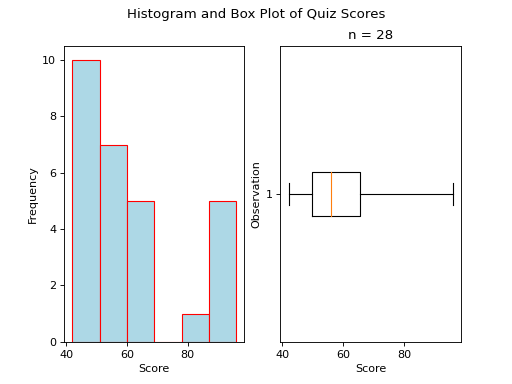 Histogram and Box Plot of Quiz Scores
n = 28
10
8
6
4
2
0
Frequency
40 60 80
Score
Observation
1
40 60 80
Score